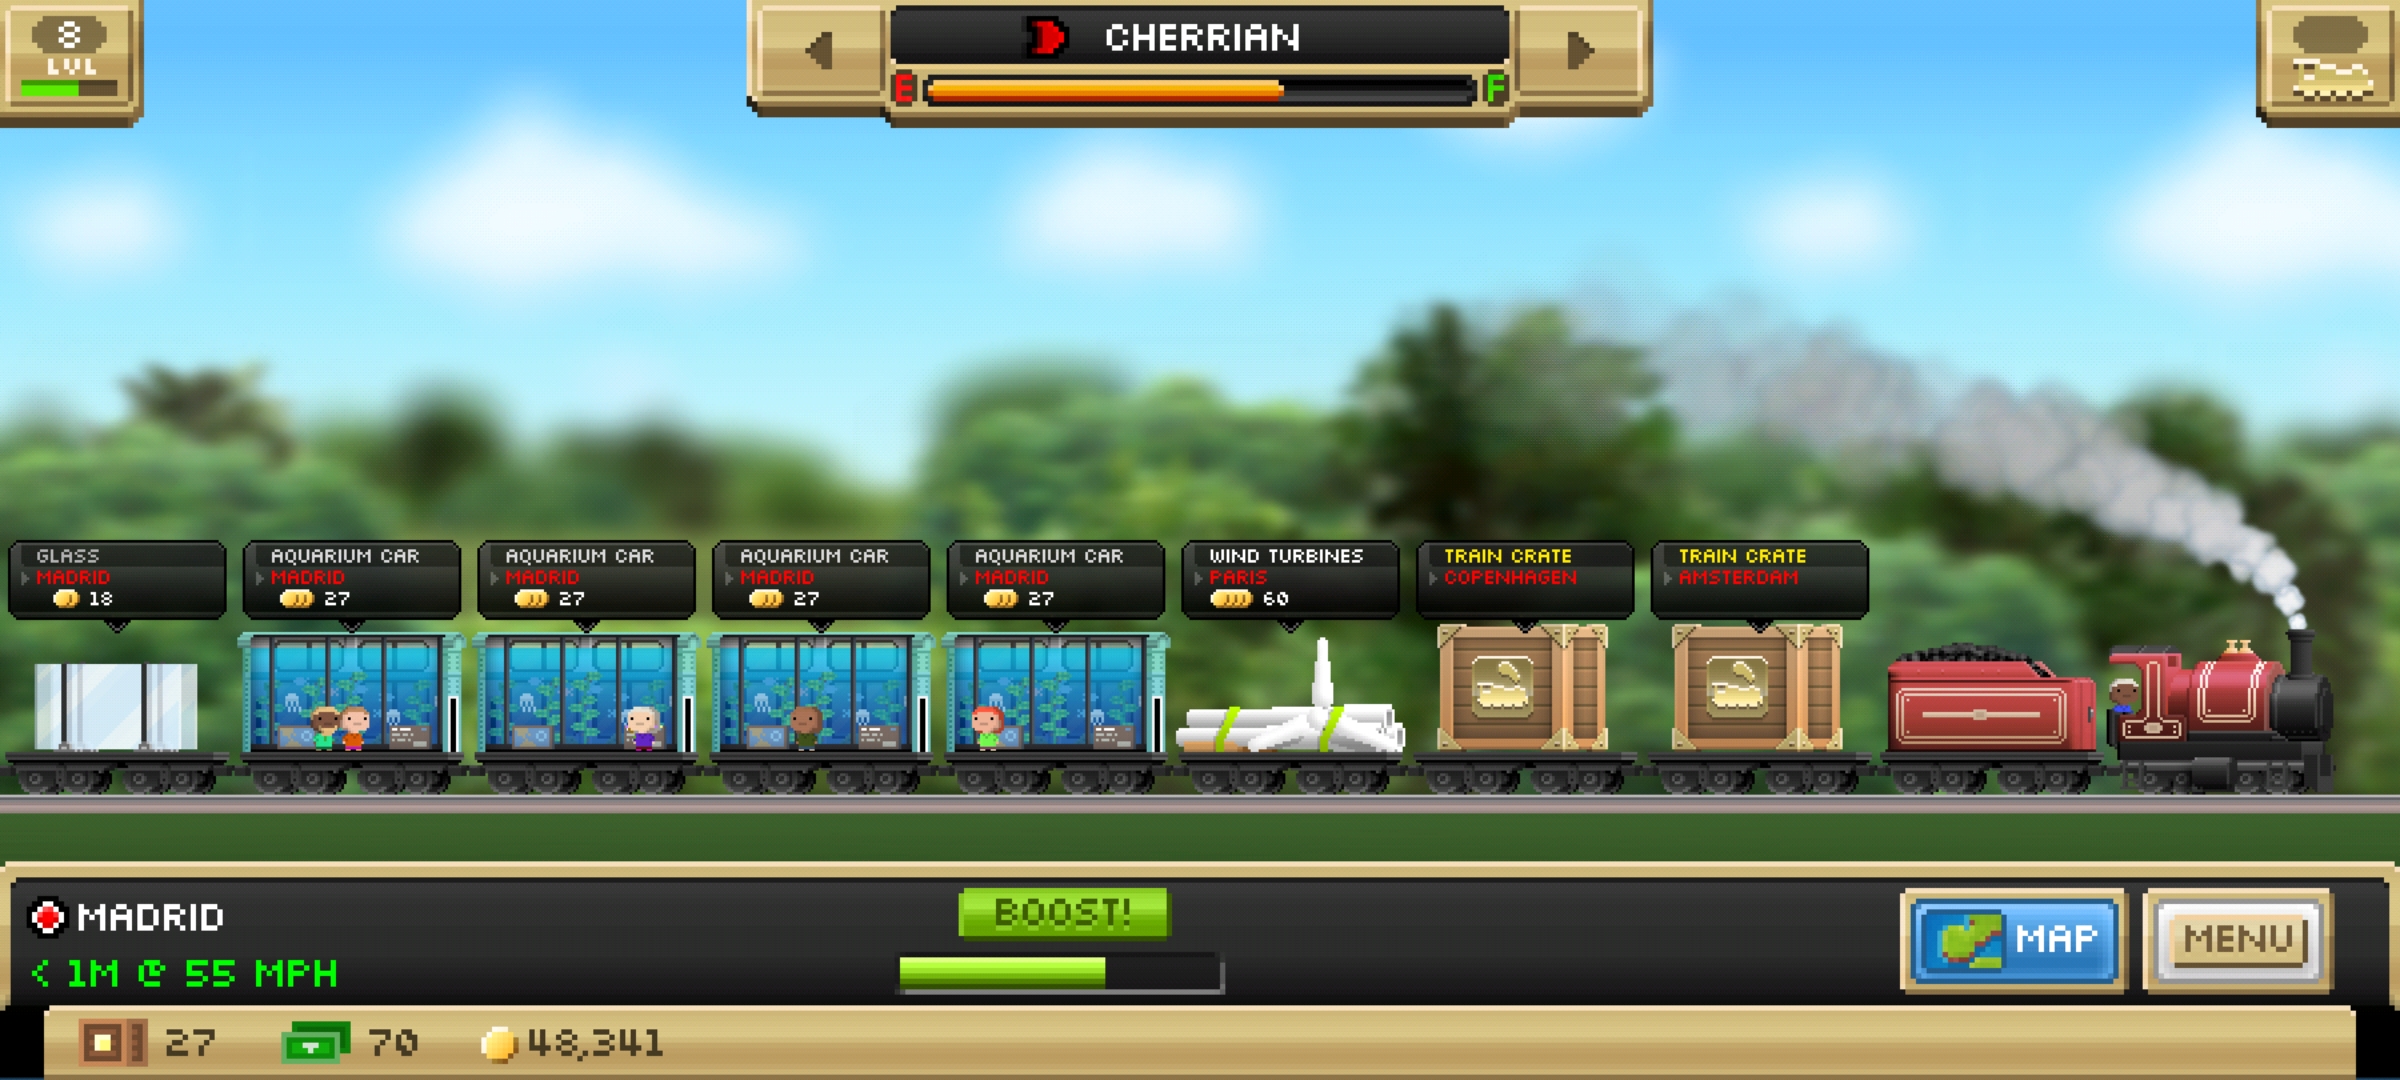 8
LVL
CHERRIAN
E F
GLASS
MADRID
18
AQUARIUM CAR
MADRID
27
AQUARIUM CAR
MADRID
27
AQUARIUM CAR
MADRID
27
AQUARIUM CAR
MADRID
27
WIND TURBINES
PARIS
60
TRAIN CRATE
COPENHAGEN
TRAIN CRATE
AMSTERDAM
MADRID
< 1M @ 55 MPH
BOOST!
MAP
MENU
27
70
48,341